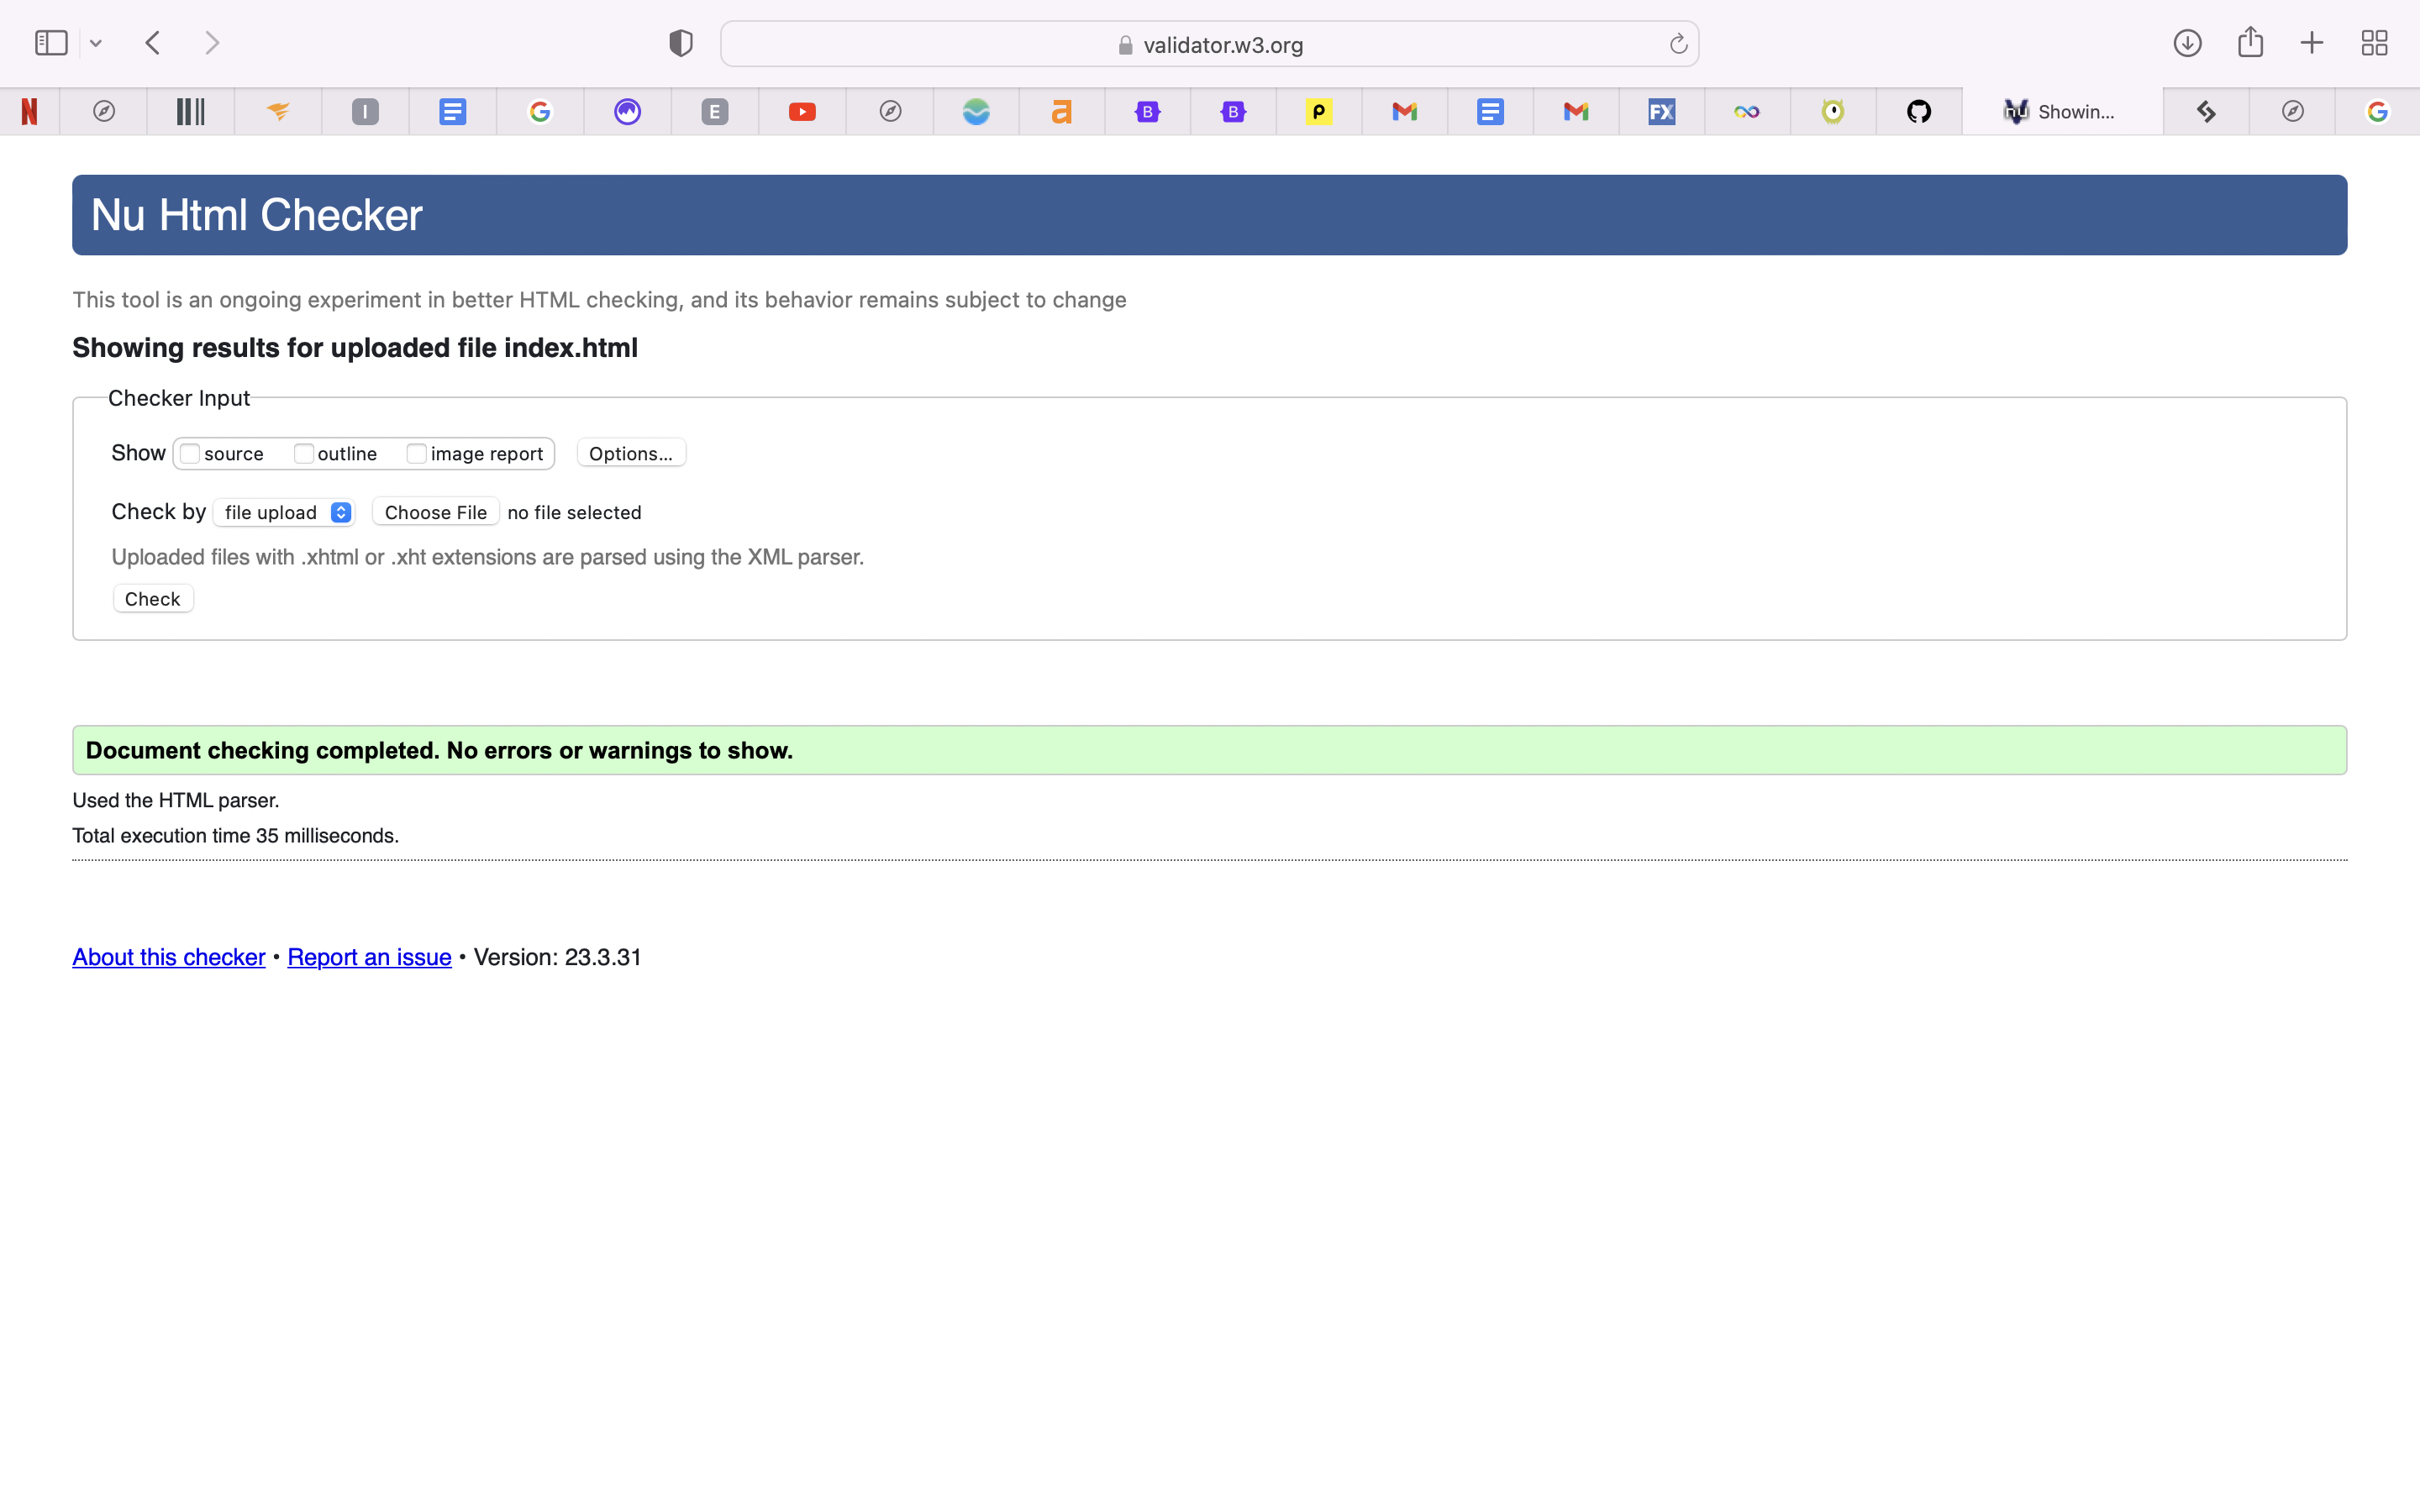 validator.w3.org
N I G E a B B P FX nu Showin...
Nu Html Checker
This tool is an ongoing experiment in better HTML checking, and its behavior remains subject to change
Showing results for uploaded file index.html
Checker Input
Show source outline image report Options...
Check by file upload Choose File no file selected
Uploaded files with .xhtml or .xht extensions are parsed using the XML parser.
Check
Document checking completed. No errors or warnings to show.
Used the HTML parser.
Total execution time 35 milliseconds.
About this checker • Report an issue • Version: 23.3.31